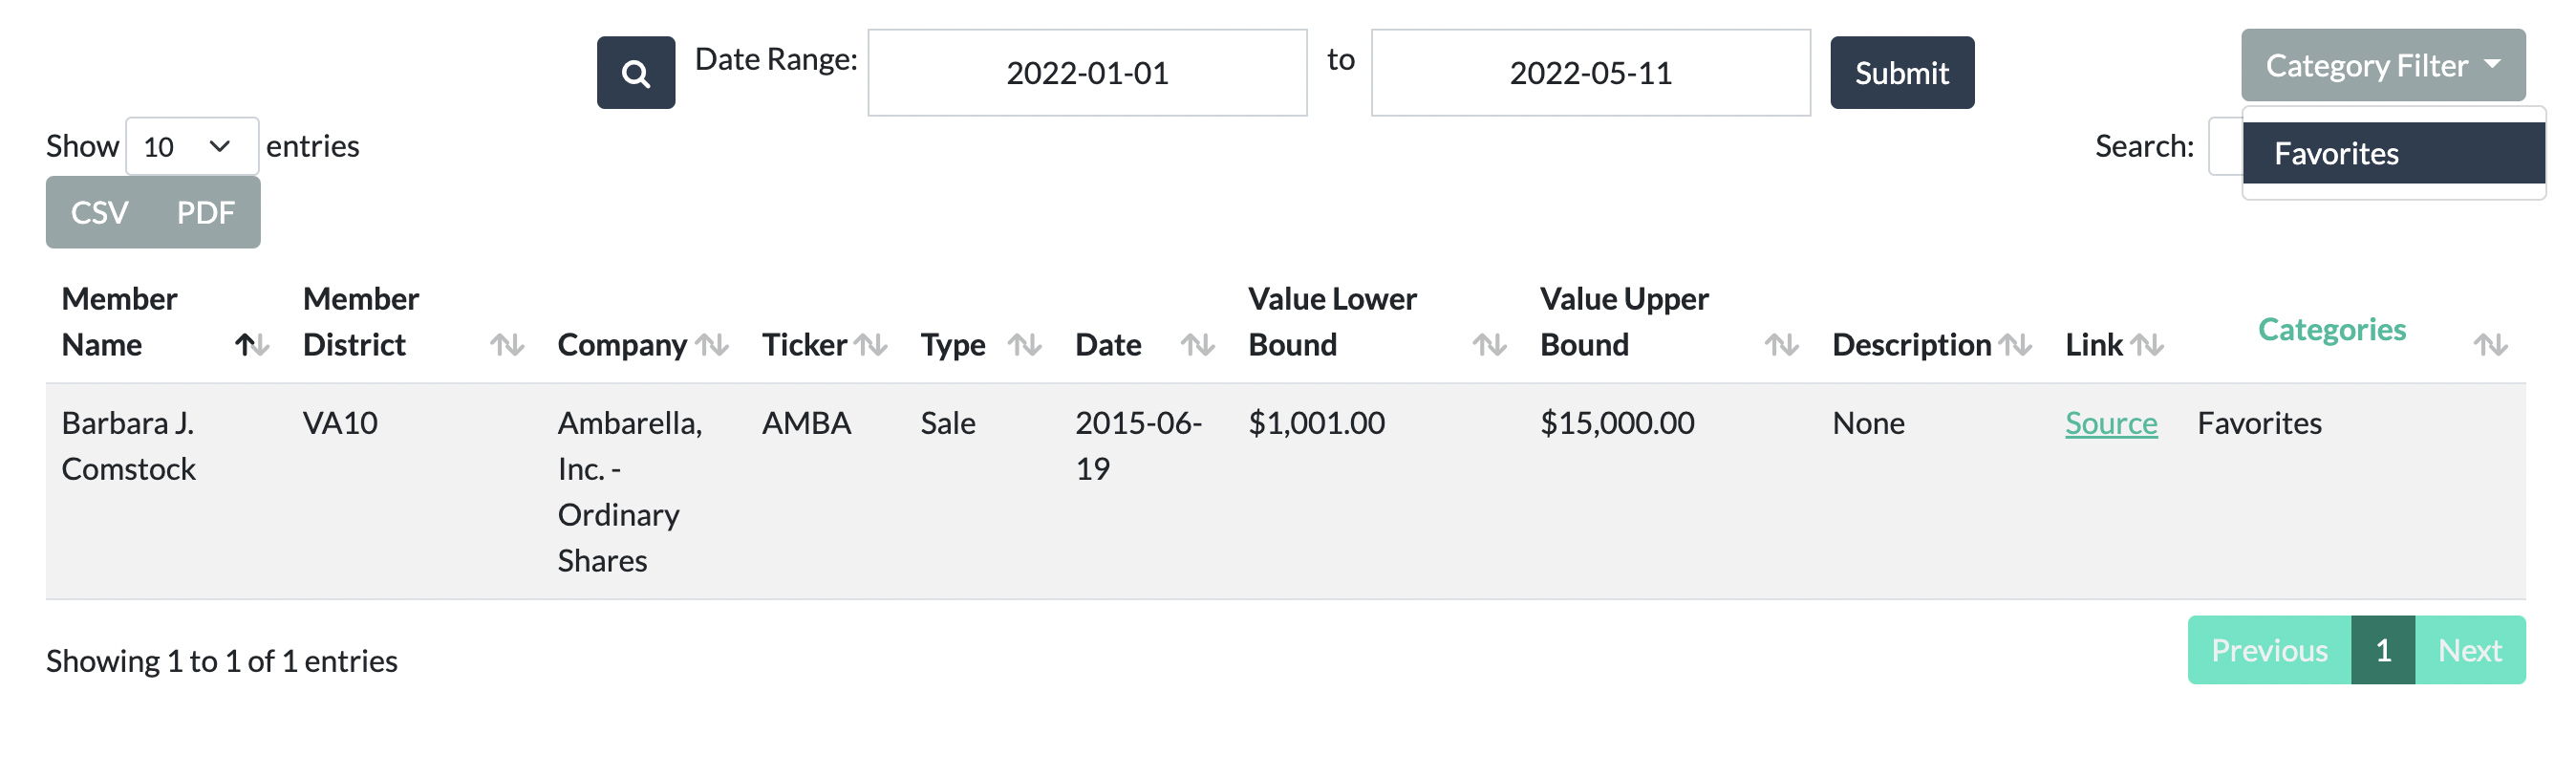 Date Range: 2022-01-01 to 2022-05-11 Submit Category Filter
Show 10 entries Search: Favorites
CSV PDF
Member Name Member District Company Ticker Type Date Value Lower Bound Value Upper Bound Description Link Categories
Barbara J. VA10 Ambarella, AMBA Sale 2015-06- $1,001.00 $15,000.00 None Source Favorites
Comstock Inc. - 19
Ordinary
Shares
Showing 1 to 1 of 1 entries Previous 1 Next